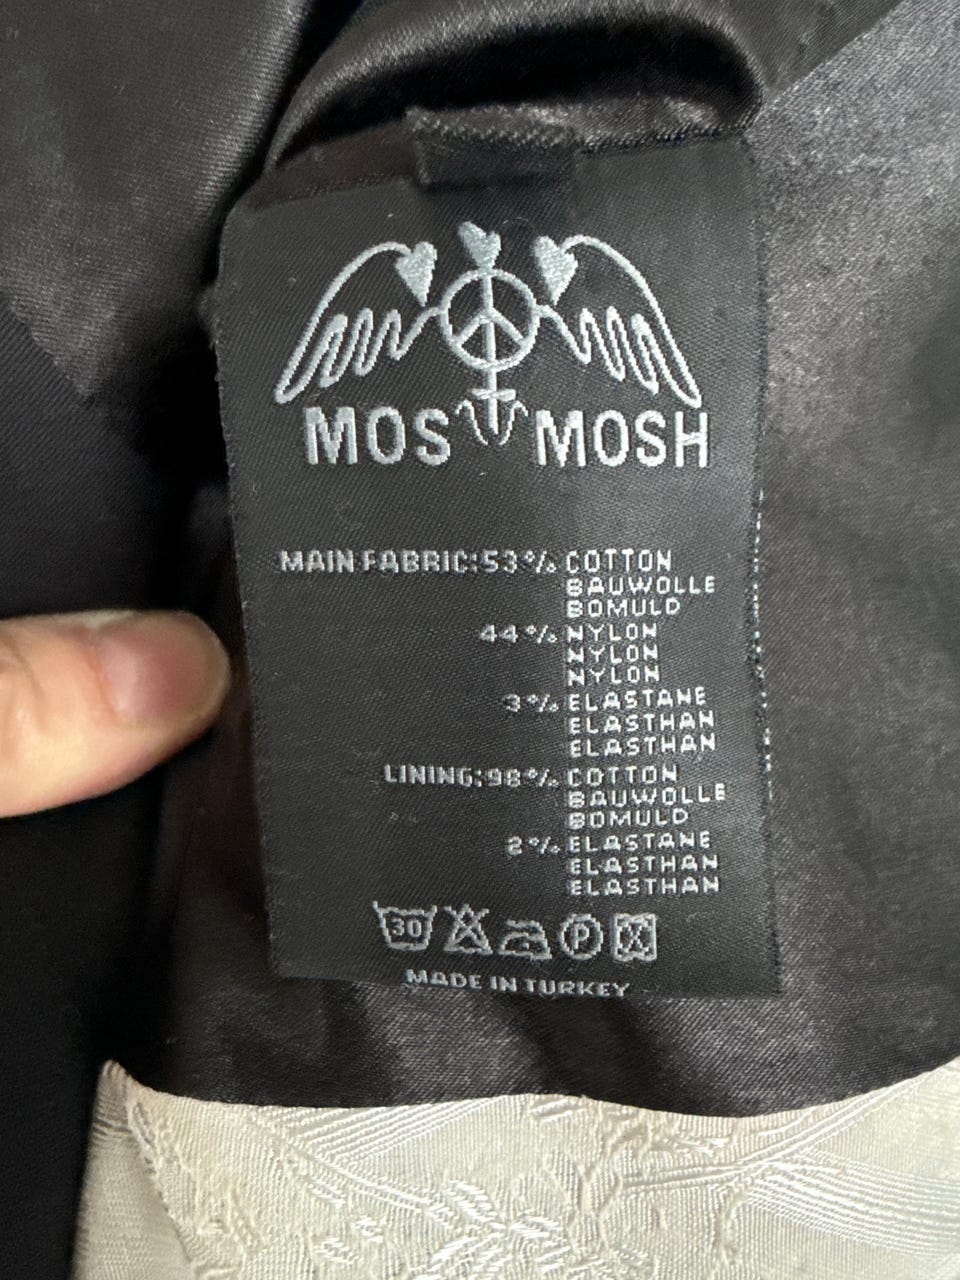 MOS MOSH
MAIN FABRIC:53% COTTON
BAUWOLLE
BOMULD
44% NYLON
NYLON
NYLON
3% ELASTANE
ELASTHAN
ELASTHAN
LINING:98% COTTON
BAUWOLLE
BOMULD
2% ELASTANE
ELASTHAN
ELASTHAN
30 P
MADE IN TURKEY